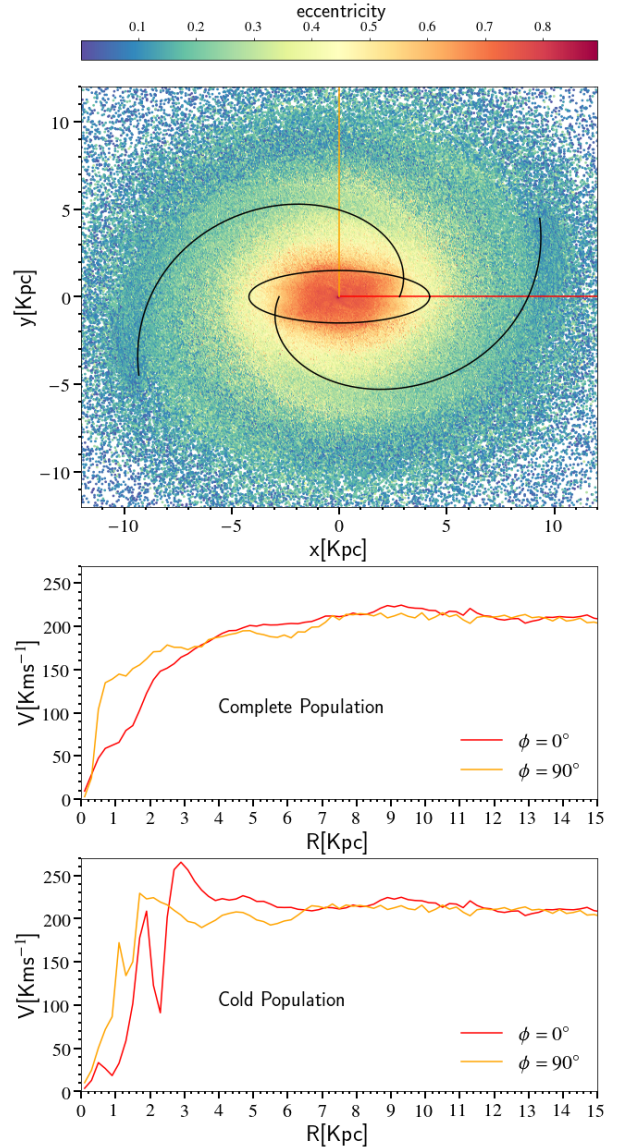 eccentricity
0.1 0.2 0.3 0.4 0.5 0.6 0.7 0.8
10
5
0
−5
−10
y[Kpc]
−10 −5 0 5 10
x[Kpc]
250
200
150
100
50
0
V[Kms⁻¹]
Complete Population
ϕ = 0°
ϕ = 90°
0 1 2 3 4 5 6 7 8 9 10 11 12 13 14 15
R[Kpc]
250
200
150
100
50
0
V[Kms⁻¹]
Cold Population
ϕ = 0°
ϕ = 90°
0 1 2 3 4 5 6 7 8 9 10 11 12 13 14 15
R[Kpc]